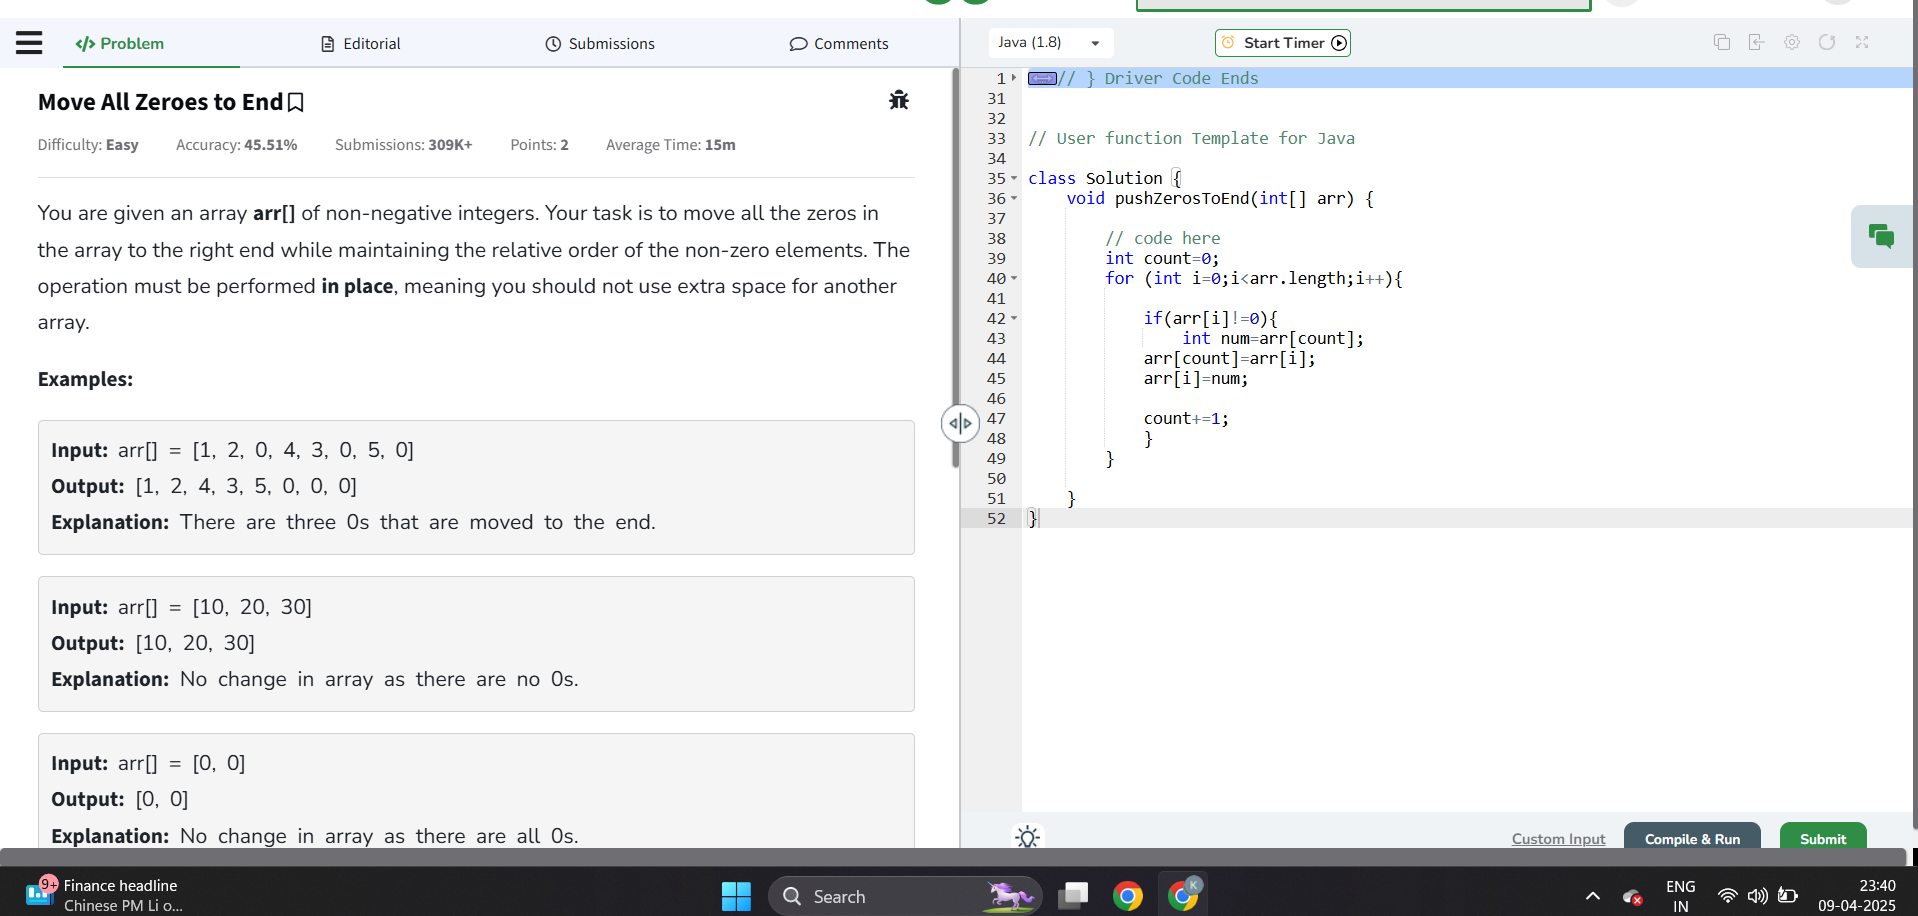 Problem
Editorial
Submissions
Comments
Move All Zeroes to End
Difficulty: Easy
Accuracy: 45.51%
Submissions: 309K+
Points: 2
Average Time: 15m
You are given an array arr[] of non-negative integers. Your task is to move all the zeros in
the array to the right end while maintaining the relative order of the non-zero elements. The
operation must be performed in place, meaning you should not use extra space for another
array.
Examples:
Input: arr[] = [1, 2, 0, 4, 3, 0, 5, 0]
Output: [1, 2, 4, 3, 5, 0, 0, 0]
Explanation: There are three 0s that are moved to the end.
Input: arr[] = [10, 20, 30]
Output: [10, 20, 30]
Explanation: No change in array as there are no 0s.
Input: arr[] = [0, 0]
Output: [0, 0]
Explanation: No change in array as there are all 0s.
Java (1.8)
Start Timer
1 // } Driver Code Ends
31
32
33 // User function Template for Java
34
35 class Solution {
36     void pushZerosToEnd(int[] arr) {
37
38         // code here
39         int count=0;
40         for (int i=0;i<arr.length;i++){
41
42             if(arr[i]!=0){
43                 int num=arr[count];
44             arr[count]=arr[i];
45             arr[i]=num;
46
47             count+=1;
48             }
49         }
50
51     }
52 }
Custom Input
Compile & Run
Submit
9+
Finance headline
Chinese PM Li o...
Search
K
ENG
IN
23:40
09-04-2025